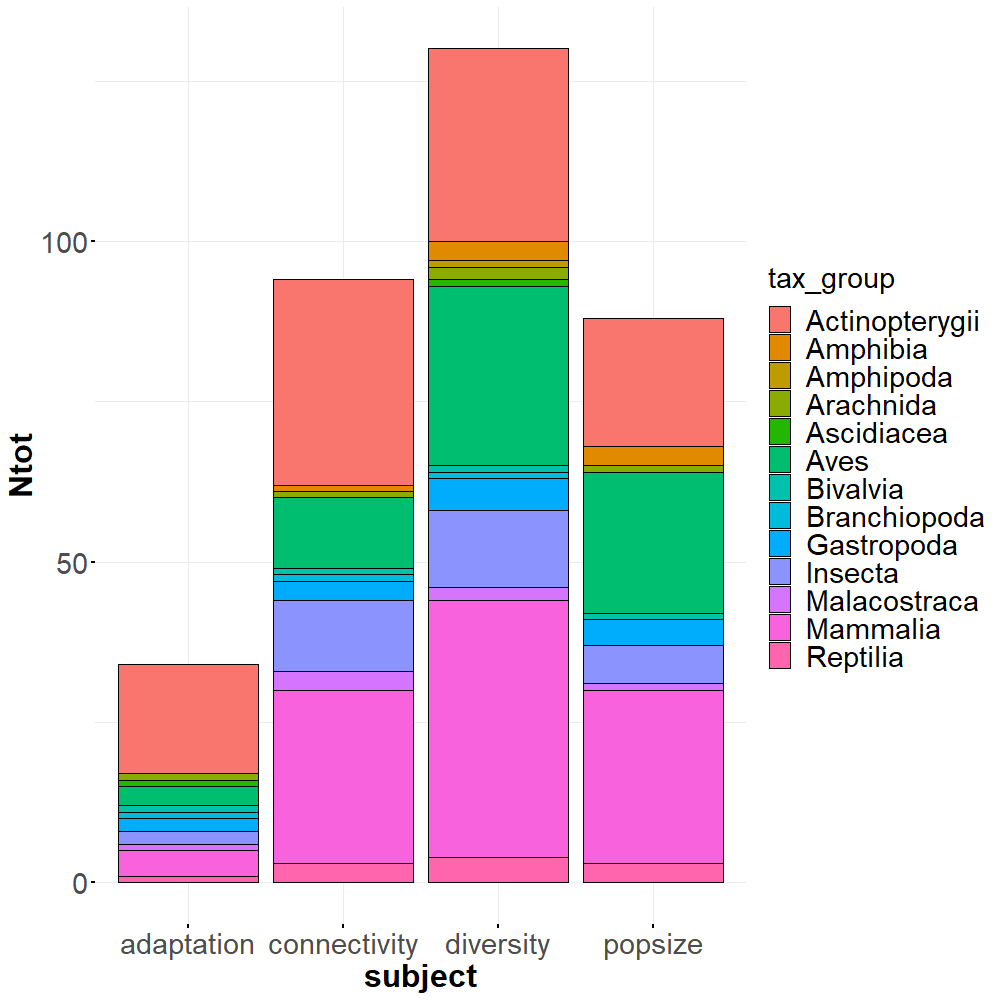 Ntot
100
50
0
adaptation connectivity diversity popsize
subject
tax_group
Actinopterygii
Amphibia
Amphipoda
Arachnida
Ascidiacea
Aves
Bivalvia
Branchiopoda
Gastropoda
Insecta
Malacostraca
Mammalia
Reptilia